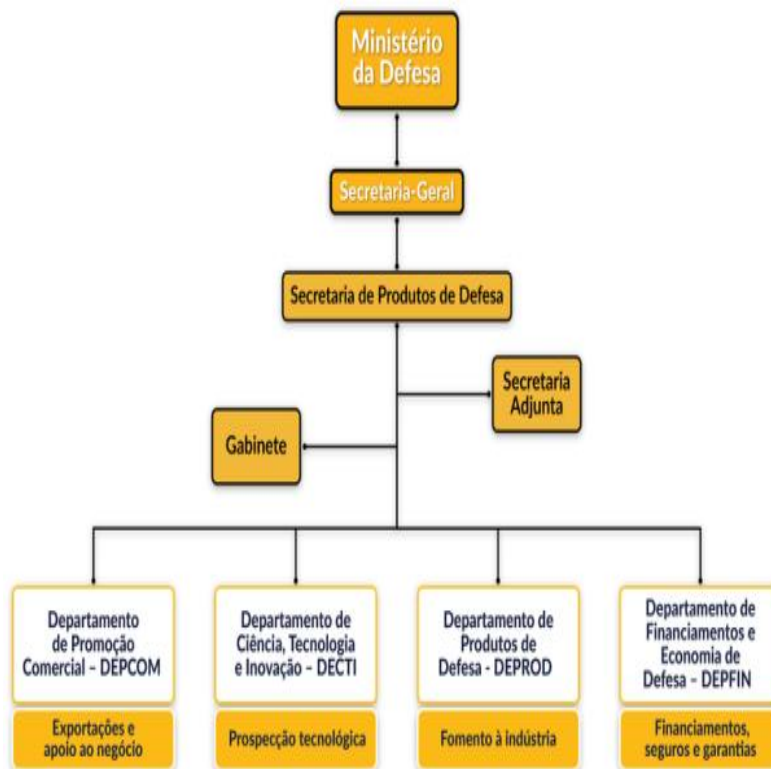 Ministério
da Defesa
Secretaria-Geral
Secretaria de Produtos de Defesa
Secretaria
Adjunta
Gabinete
Departamento
de Promoção
Comercial – DEPCOM
Exportações e
apoio ao negócio
Departamento de
Ciência, Tecnologia
e Inovação – DECTI
Prospecção tecnológica
Departamento de
Produtos de
Defesa - DEPROD
Fomento à indústria
Departamento de
Financiamentos e
Economia de
Defesa – DEPFIN
Financiamentos,
seguros e garantias